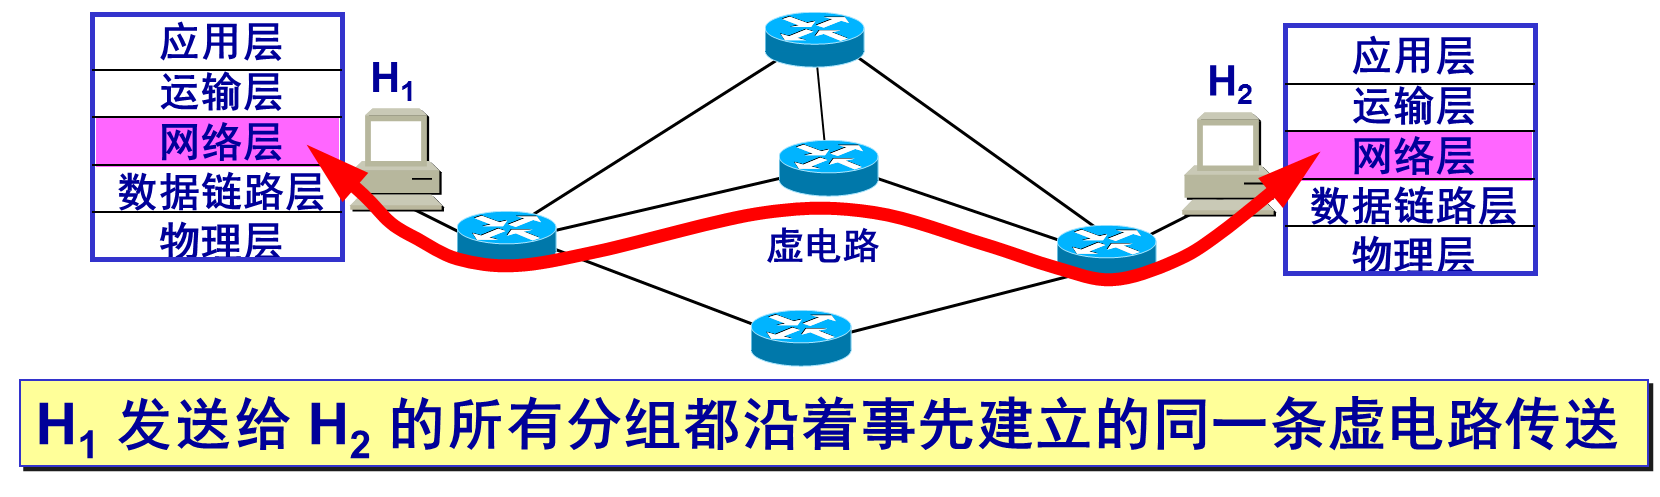 应用层
运输层
网络层
数据链路层
物理层
H1
虚电路
H2
应用层
运输层
网络层
数据链路层
物理层
H1 发送给 H2 的所有分组都沿着事先建立的同一条虚电路传送